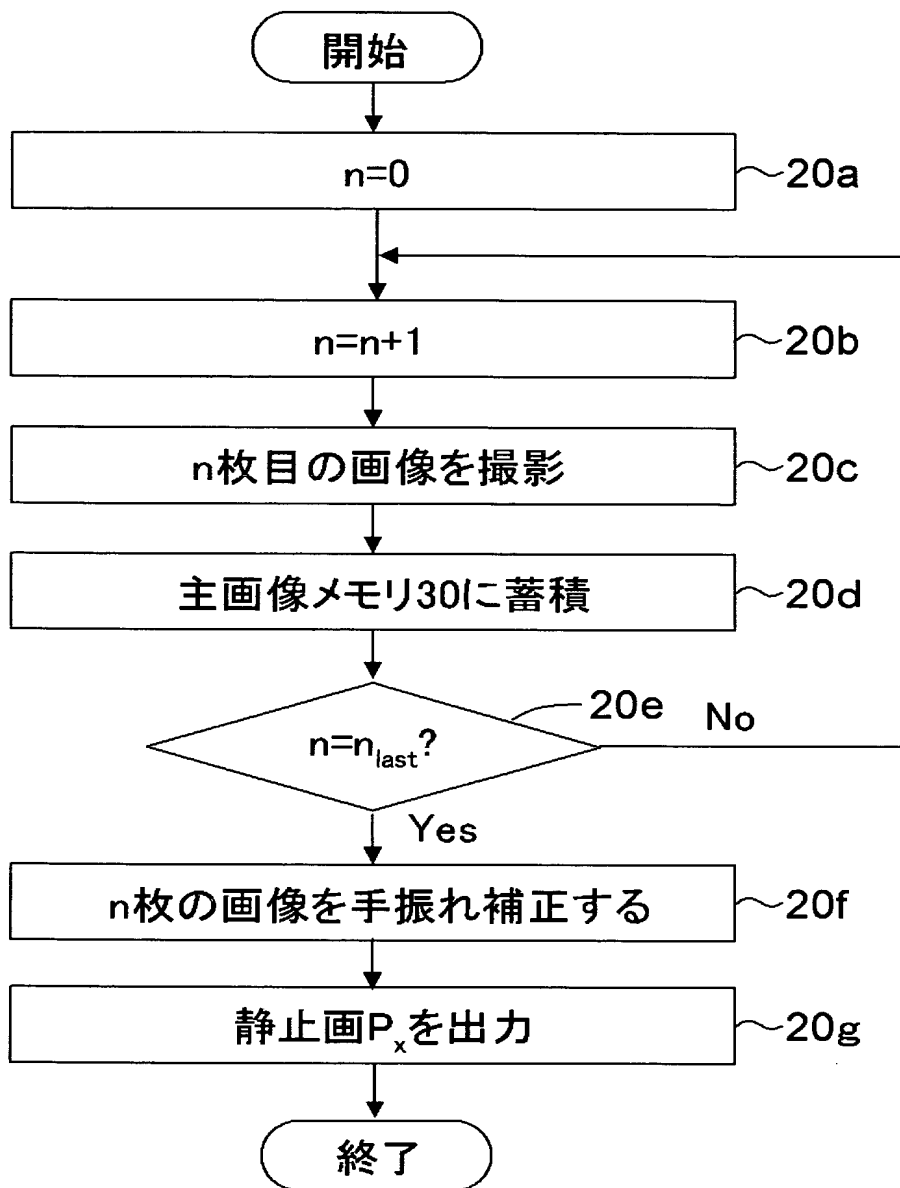 開始
n=0
20a
n=n+1
20b
n枚目の画像を撮影
20c
主画像メモリ30に蓄積
20d
20e
No
n=nlast?
Yes
n枚の画像を手振れ補正する
20f
静止画Pxを出力
20g
終了